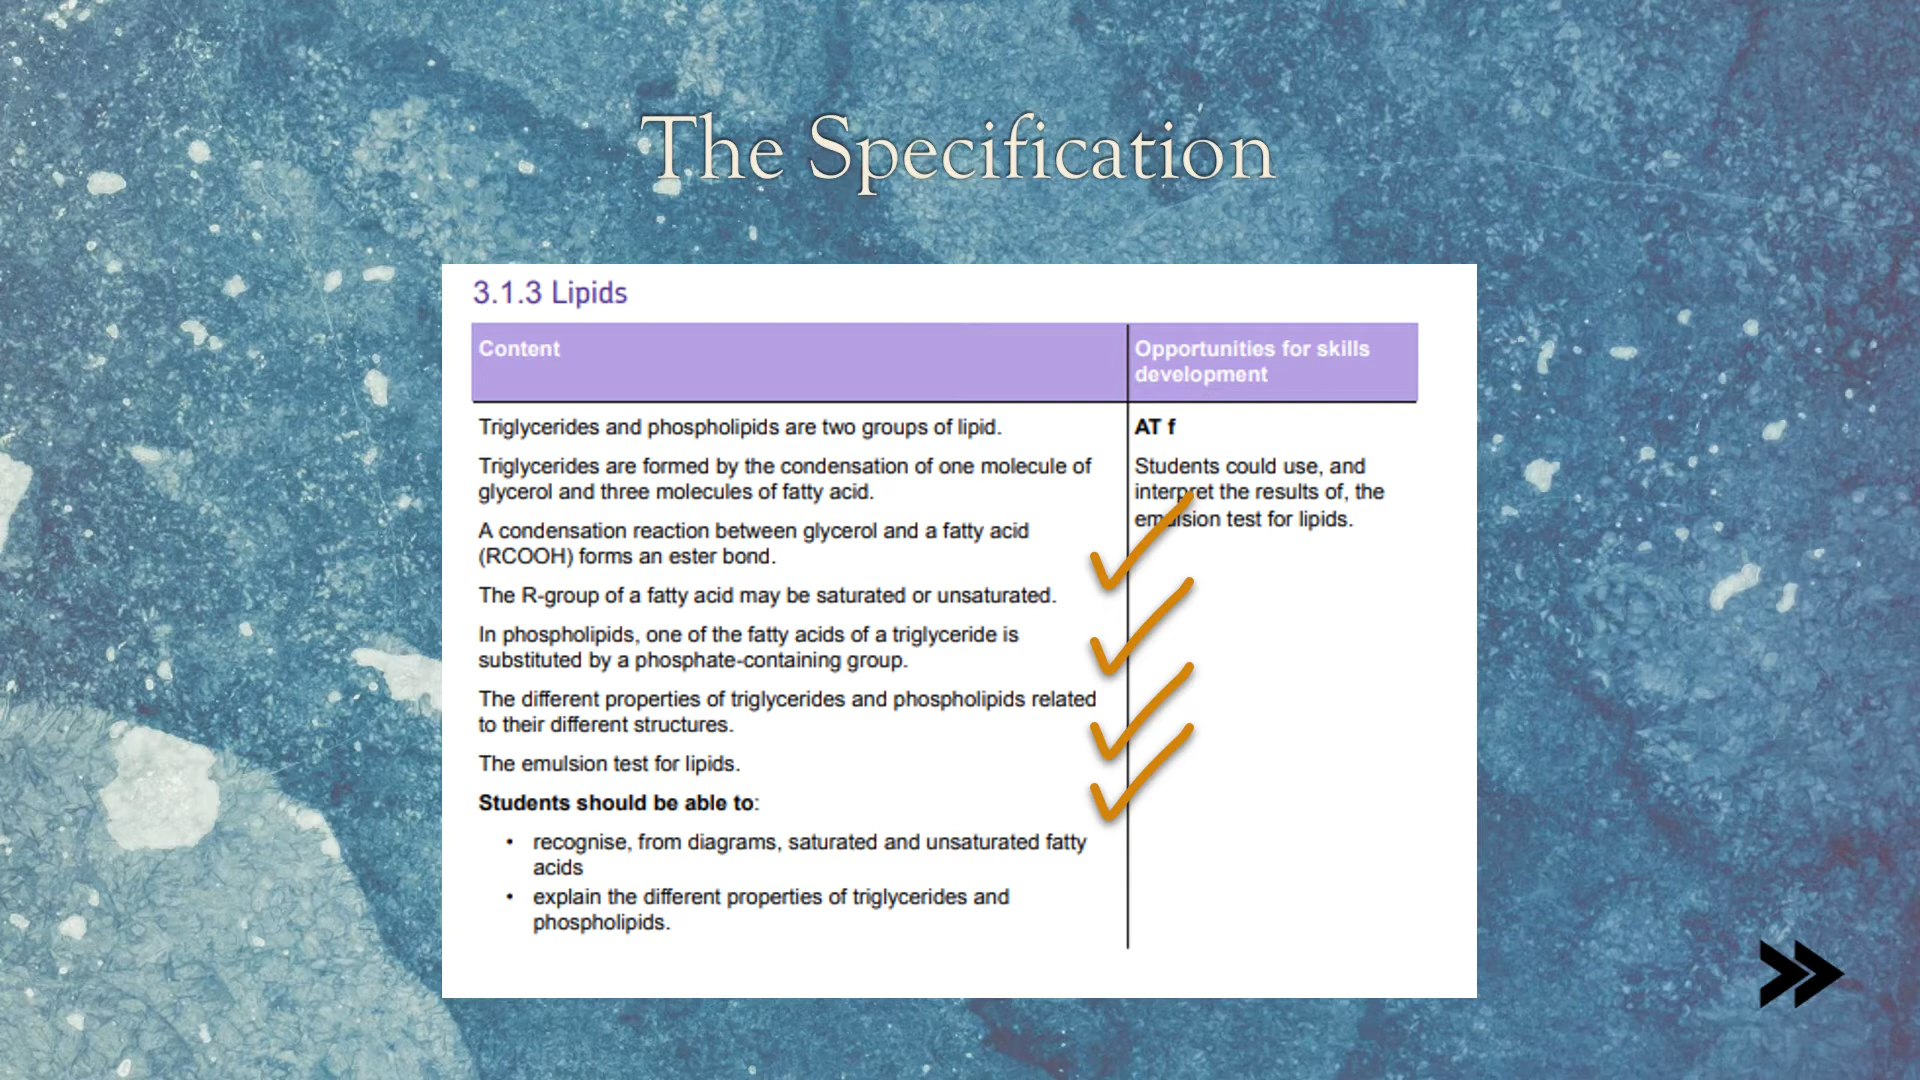 The Specification
3.1.3 Lipids
Content
Opportunities for skills
development
Triglycerides and phospholipids are two groups of lipid.
Triglycerides are formed by the condensation of one molecule of
glycerol and three molecules of fatty acid.
A condensation reaction between glycerol and a fatty acid
(RCOOH) forms an ester bond.
The R-group of a fatty acid may be saturated or unsaturated.
In phospholipids, one of the fatty acids of a triglyceride is
substituted by a phosphate-containing group.
The different properties of triglycerides and phospholipids related
to their different structures.
The emulsion test for lipids.
Students should be able to:
• recognise, from diagrams, saturated and unsaturated fatty
acids
• explain the different properties of triglycerides and
phospholipids.
AT f
Students could use, and
interpret the results of, the
emulsion test for lipids.